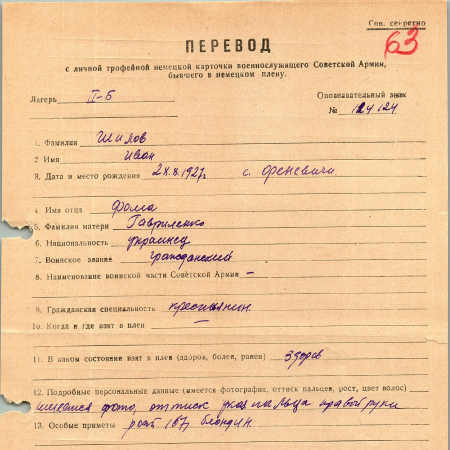 Сов. секретно
63
ПЕРЕВОД
с личной трофейной немецкой карточки военнослужащего Советской Армии,
бывшего в немецком плену.
Лагерь II-Б
Опознавательный знак
№ 124124
1. Фамилия Шилов
2 Имя Иван
3. Дата и место рождения 28.X.1927г. с. Феневичи
4. Имя отца Фома
5. Фамилия матери Гавриленко
6. Национальность украинец
7. Воинское звание гражданский
8. Наименование воинской части Советской Армии —
9. Гражданская специальность крестьянин
10. Когда и где взят в плен —
11. В каком состоянии взят в плен (здоров, болен, ранен) здоров
12. Подробные персональные данные (имеется фотография, оттиск пальцев, рост, цвет волос)
имеется фото, оттиск указ пальца правой руки
13. Особые приметы рост 167, блондин.